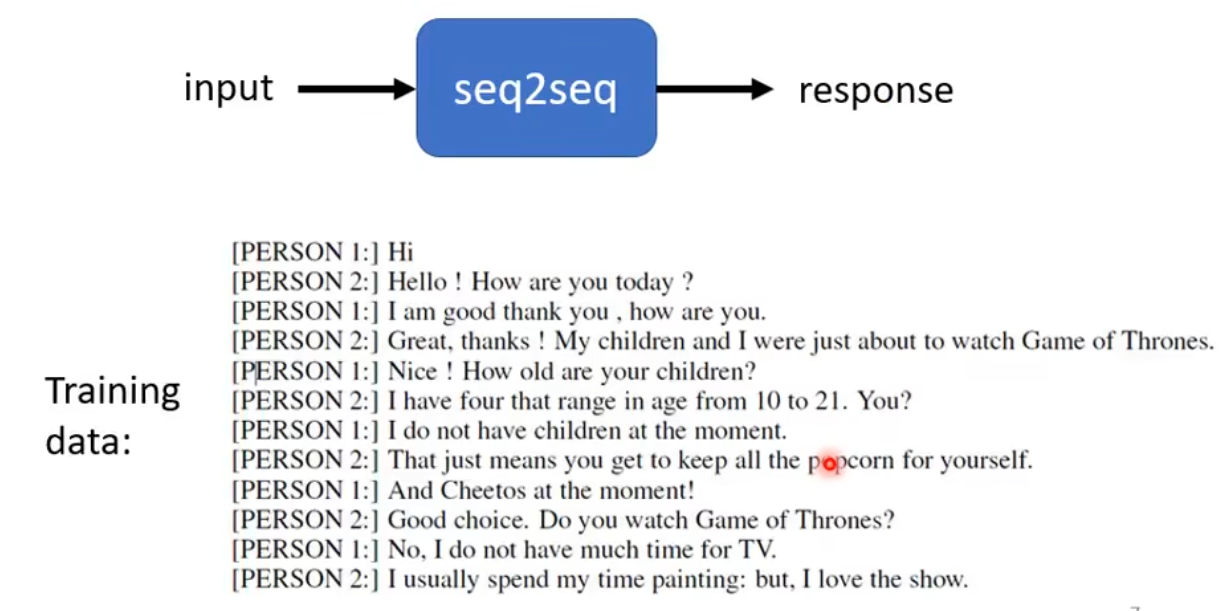 input
seq2seq
response
Training
data:
[PERSON 1:] Hi
[PERSON 2:] Hello ! How are you today ?
[PERSON 1:] I am good thank you , how are you.
[PERSON 2:] Great, thanks ! My children and I were just about to watch Game of Thrones.
[PERSON 1:] Nice ! How old are your children?
[PERSON 2:] I have four that range in age from 10 to 21. You?
[PERSON 1:] I do not have children at the moment.
[PERSON 2:] That just means you get to keep all the popcorn for yourself.
[PERSON 1:] And Cheetos at the moment!
[PERSON 2:] Good choice. Do you watch Game of Thrones?
[PERSON 1:] No, I do not have much time for TV.
[PERSON 2:] I usually spend my time painting: but, I love the show.